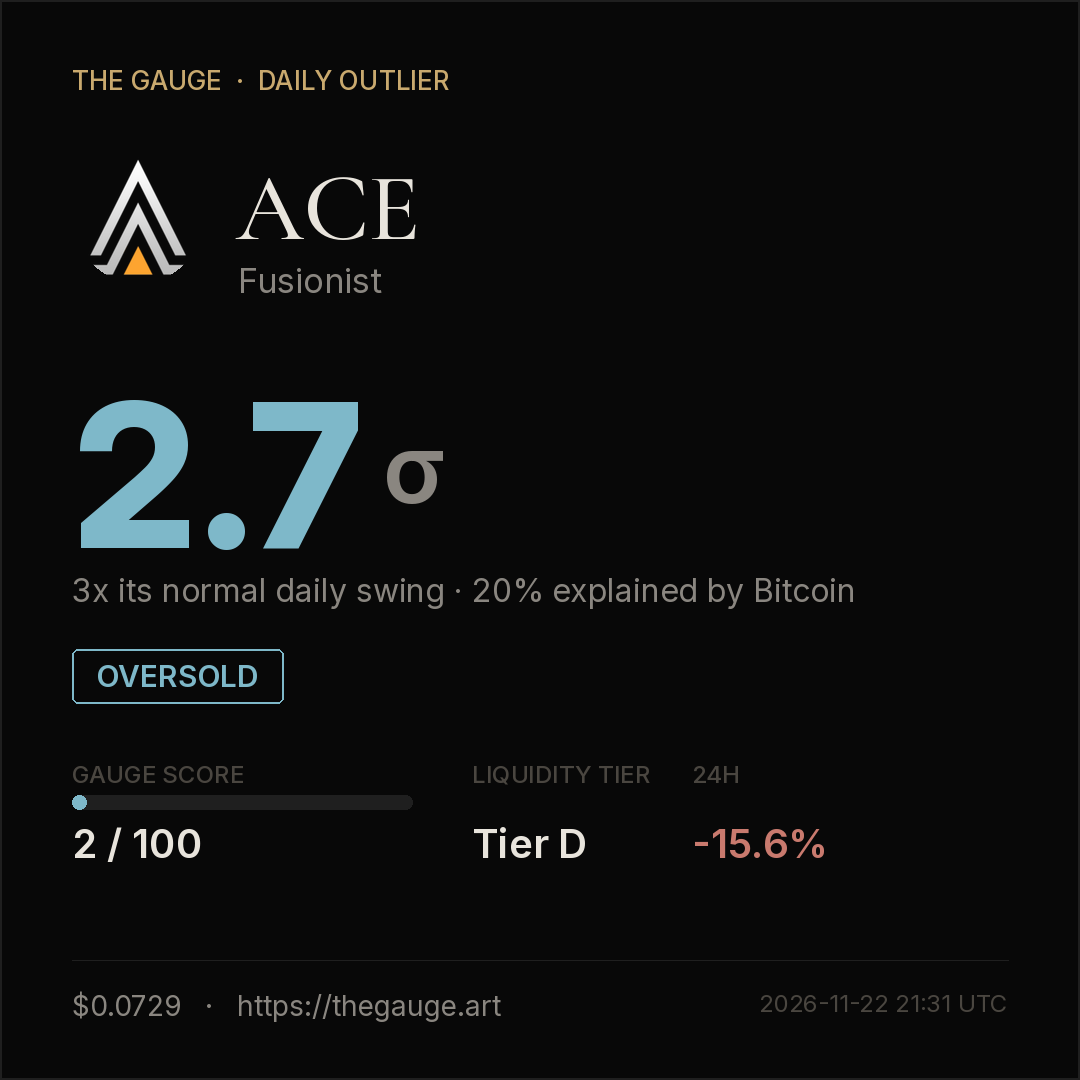 THE GAUGE · DAILY OUTLIER
ACE
Fusionist
2.7 σ
3x its normal daily swing · 20% explained by Bitcoin
OVERSOLD
GAUGE SCORE LIQUIDITY TIER 24H
2 / 100 Tier D -15.6%
$0.0729 · https://thegauge.art 2026-11-22 21:31 UTC